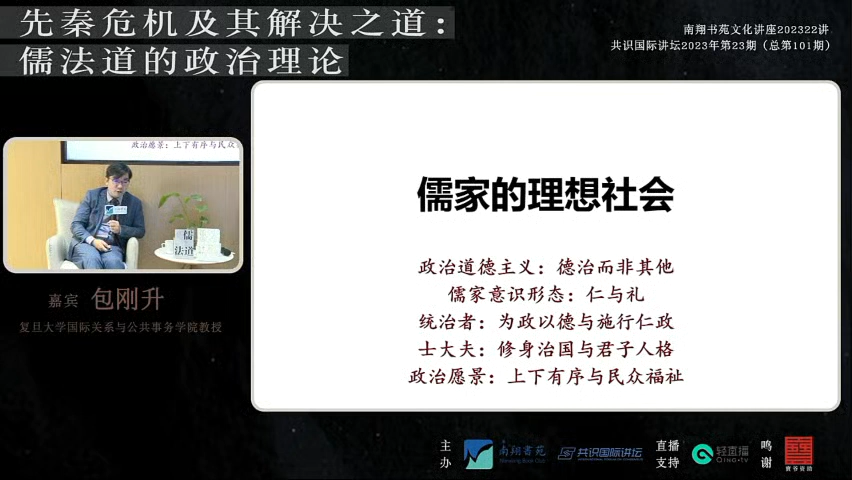 先秦危机及其解决之道：
儒法道的政治理论
南翔书苑文化讲座202322讲
共识国际讲坛2023年第23期（总第101期）
政治愿景：上下有序与民众
儒
法道
嘉宾 包刚升
复旦大学国际关系与公共事务学院教授
儒家的理想社会
政治道德主义：德治而非其他
儒家意识形态：仁与礼
统治者：为政以德与施行仁政
士大夫：修身治国与君子人格
政治愿景：上下有序与民众福祉
主办
南翔书苑
共识国际讲坛
直播支持
轻直播
鸣谢